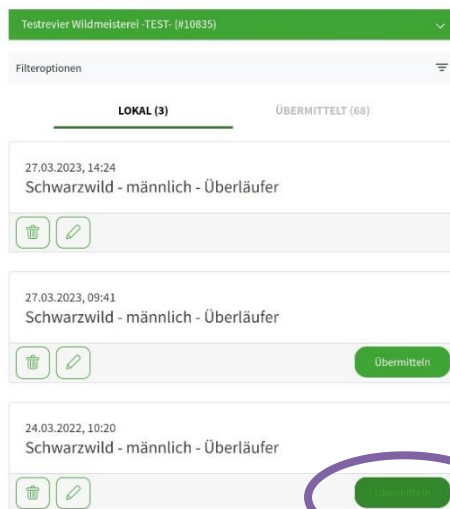 Testrevier Wildmeisterei -TEST- (#10835)
Filteroptionen
LOKAL (3) ÜBERMITTELT (68)
27.03.2023, 14:24
Schwarzwild - männlich - Überläufer
27.03.2023, 09:41
Schwarzwild - männlich - Überläufer
Übermitteln
24.03.2022, 10:20
Schwarzwild - männlich - Überläufer
Übermitteln